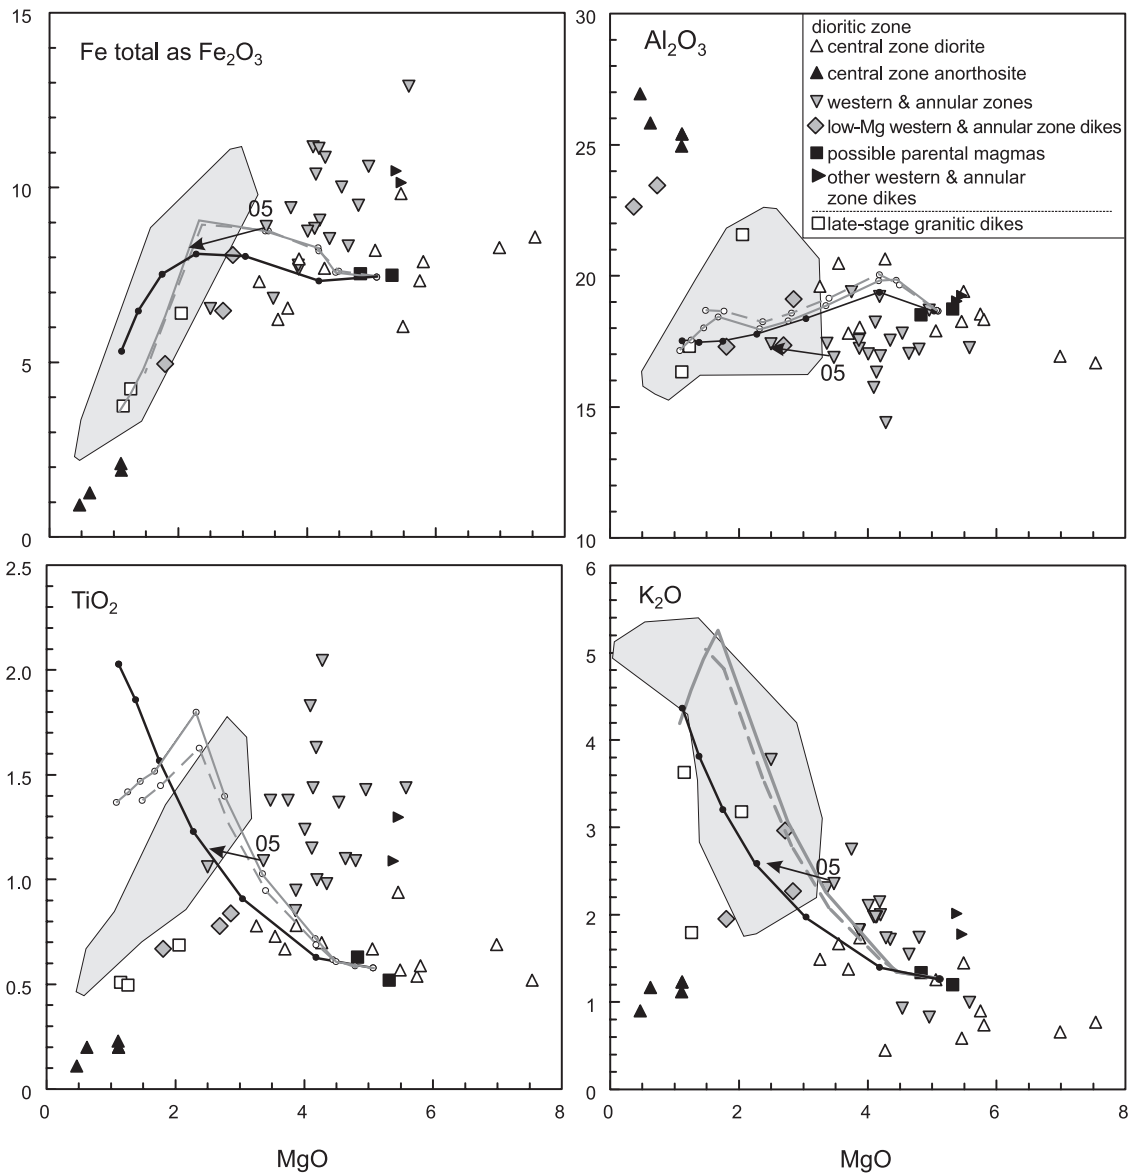 15
10
5
0
Fe total as Fe₂O₃
05
30
25
20
15
10
Al₂O₃
dioritic zone
central zone diorite
central zone anorthosite
western & annular zones
low-Mg western & annular zone dikes
possible parental magmas
other western & annular
zone dikes
late-stage granitic dikes
05
2.5
2.0
1.5
1.0
0.5
0
TiO₂
05
0 2 4 6 8
MgO
6
5
4
3
2
1
0
K₂O
05
0 2 4 6 8
MgO